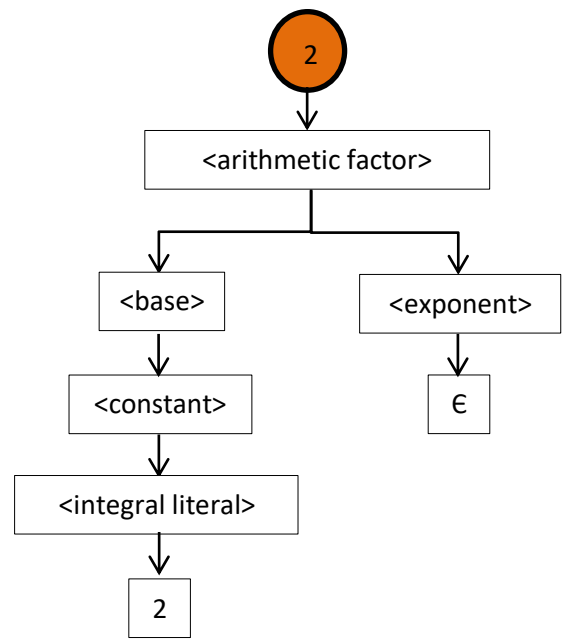 2
<arithmetic factor>
<base>
<exponent>
<constant>
Є
<integral literal>
2